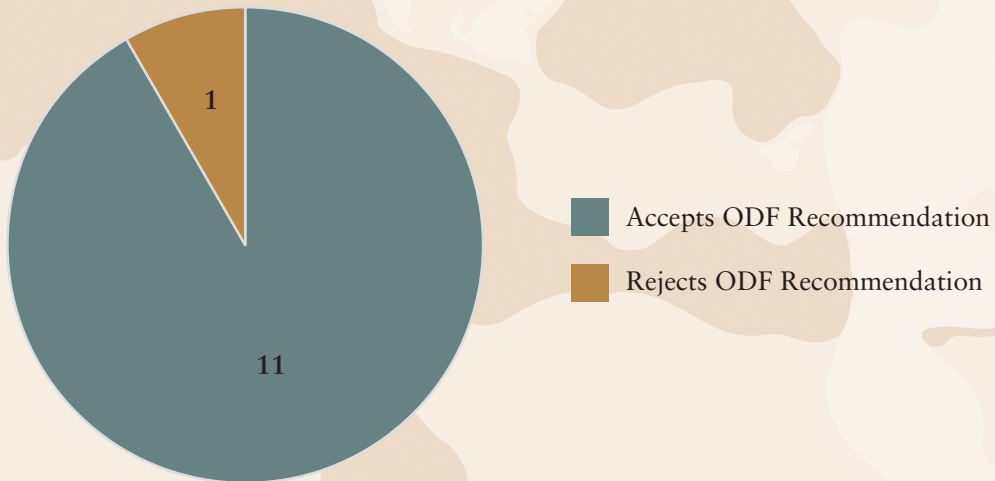 1
Accepts ODF Recommendation
Rejects ODF Recommendation
11